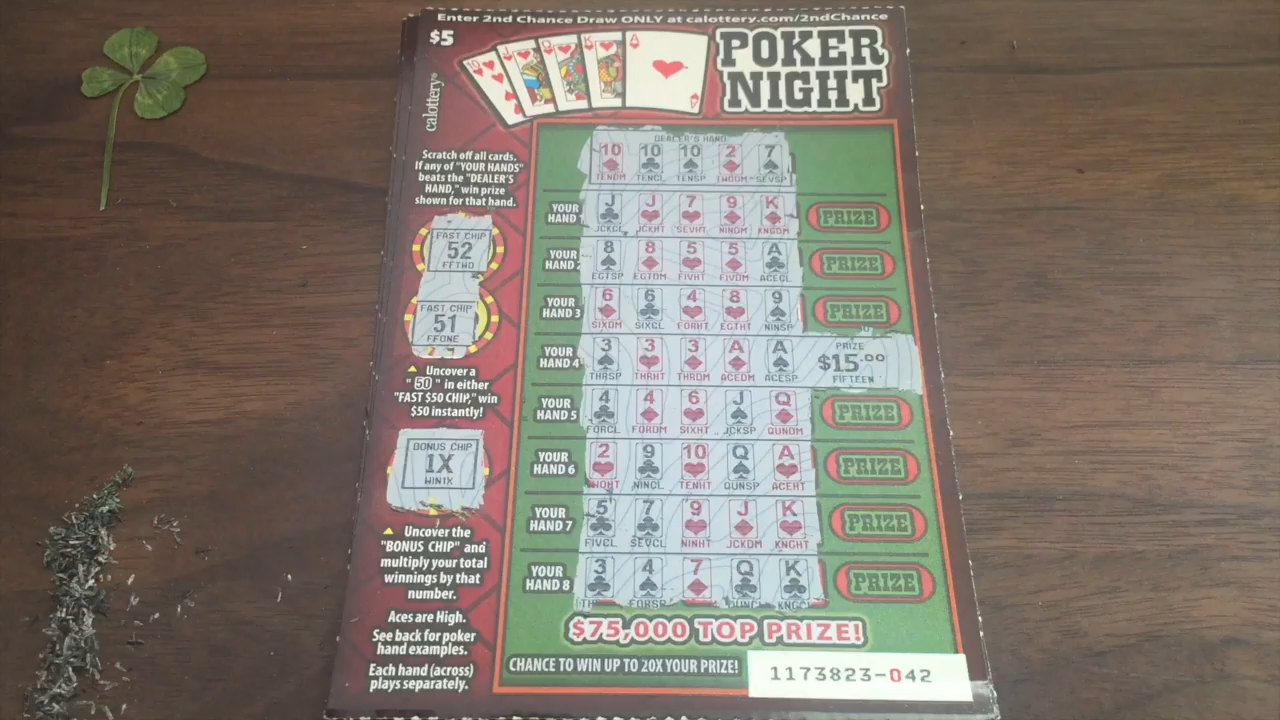 Enter 2nd Chance Draw ONLY at calottery.com/2ndChance
$5
calottery®
10 J Q K A
POKER
NIGHT
Scratch off all cards.
If any of "YOUR HANDS"
beats the "DEALER'S
HAND," win prize
shown for that hand.
FAST CHIP
52
FFTWO
FAST CHIP
51
FFONE
Uncover a
"50" in either
"FAST $50 CHIP," win
$50 instantly!
BONUS CHIP
1X
WIN1X
Uncover the
"BONUS CHIP" and
multiply your total
winnings by that
number.
Aces are High.
See back for poker
hand examples.
Each hand (across)
plays separately.
DEALER'S HAND
10 10 10 2 7
TENDM TENCL TENSP TWODM SEVSP
YOUR HAND 1 J J 7 9 K PRIZE
JCKCL JCKHT SEVHT NINDM KNGDM
YOUR HAND 2 8 8 5 5 A PRIZE
EGTSP EGTDM FIVHT FIVDM ACECL
YOUR HAND 3 6 6 4 8 9 PRIZE
SIXDM SIXCL FORHT EGTHT NINSP
YOUR HAND 4 3 3 3 A A PRIZE $15.00
THRSP THRHT THRDM ACEDM ACESP FIFTEEN
YOUR HAND 5 4 4 6 J Q PRIZE
FORCL FORDM SIXHT JCKSP QUNDM
YOUR HAND 6 2 9 10 Q A PRIZE
NINCL TENHT QUNSP ACEHT
YOUR HAND 7 5 7 9 J K PRIZE
FIVCL SEVCL NINHT JCKDM KNGHT
YOUR HAND 8 3 4 7 Q K PRIZE
$75,000 TOP PRIZE!
CHANCE TO WIN UP TO 20X YOUR PRIZE!
1173823-042